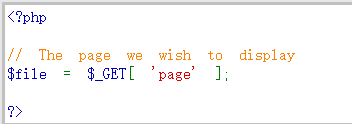 <?php
// The page we wish to display
$file = $_GET[ 'page' ];
?>